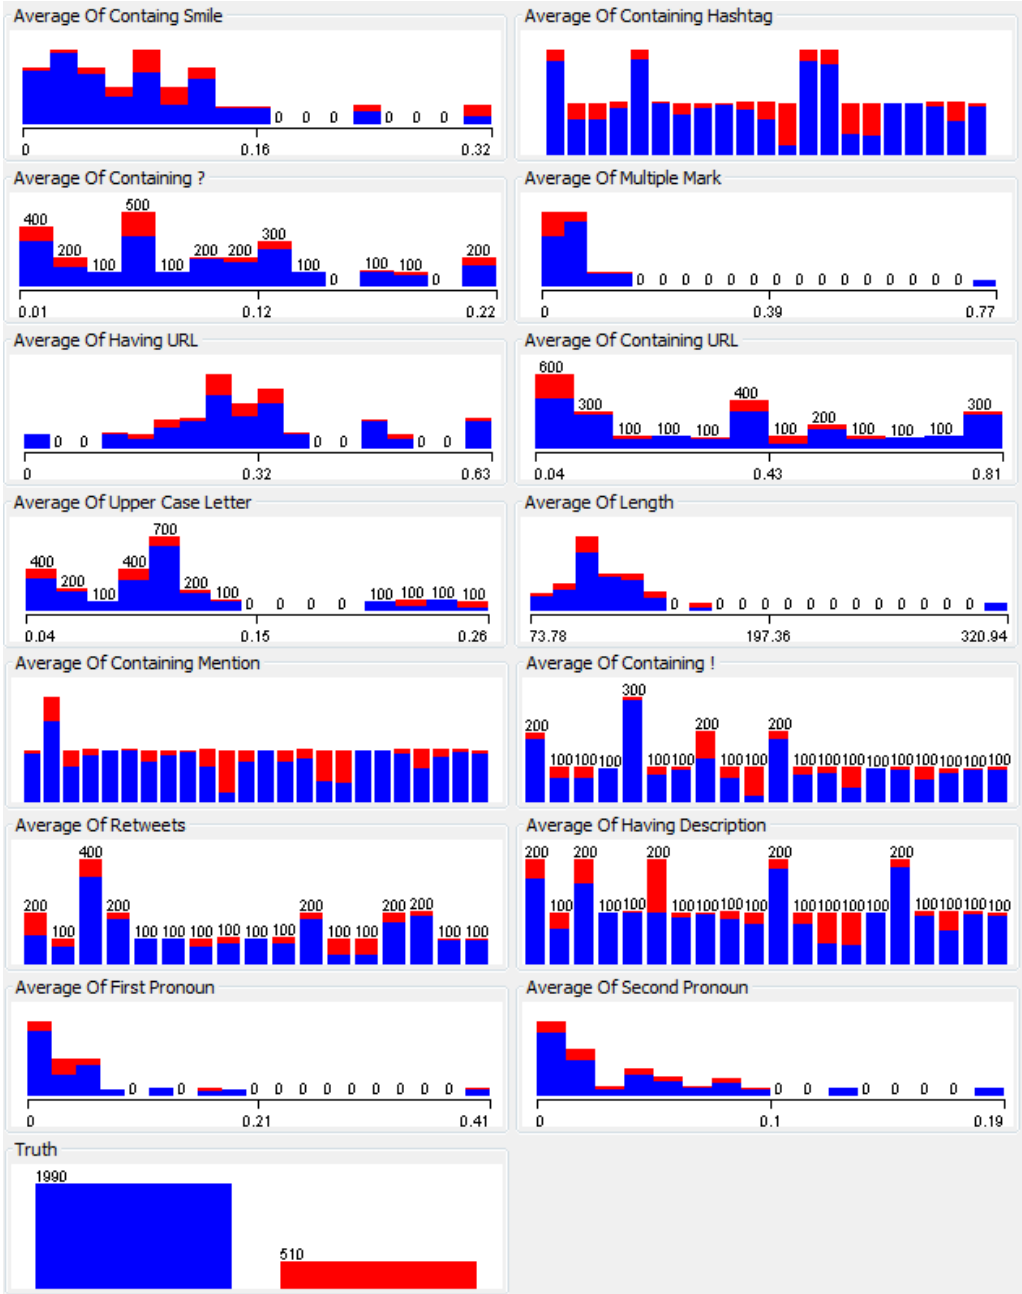 Average Of Containg Smile
0 0 0 0 0 0
0 0.16 0.32
Average Of Containing Hashtag
Average Of Containing ?
400 200 100 500 100 200 200 300 100 0 100 100 0 200
0.01 0.12 0.22
Average Of Multiple Mark
0 0 0 0 0 0 0 0 0 0 0 0 0 0 0
0 0.39 0.77
Average Of Having URL
0 0 0 0 0 0
0 0.32 0.63
Average Of Containing URL
600 300 100 100 100 400 100 200 100 100 100 300
0.04 0.43 0.81
Average Of Upper Case Letter
400 200 100 400 700 200 100 0 0 0 0 100 100 100 100
0.04 0.15 0.26
Average Of Length
0 0 0 0 0 0 0 0 0 0 0 0 0
73.78 197.36 320.94
Average Of Containing Mention
Average Of Containing !
200 100 100 100 300 100 100 200 100 100 200 100 100 100 100 100 100 100 100 100
Average Of Retweets
200 100 400 200 100 100 100 100 100 100 200 100 100 200 200 100 100
Average Of Having Description
200 100 200 100 100 200 100 100 100 100 200 100 100 100 100 200 100 100 100 100
Average Of First Pronoun
0 0 0 0 0 0 0 0 0 0 0
0 0.21 0.41
Average Of Second Pronoun
0 0 0 0 0 0
0 0.1 0.19
Truth
1990
510